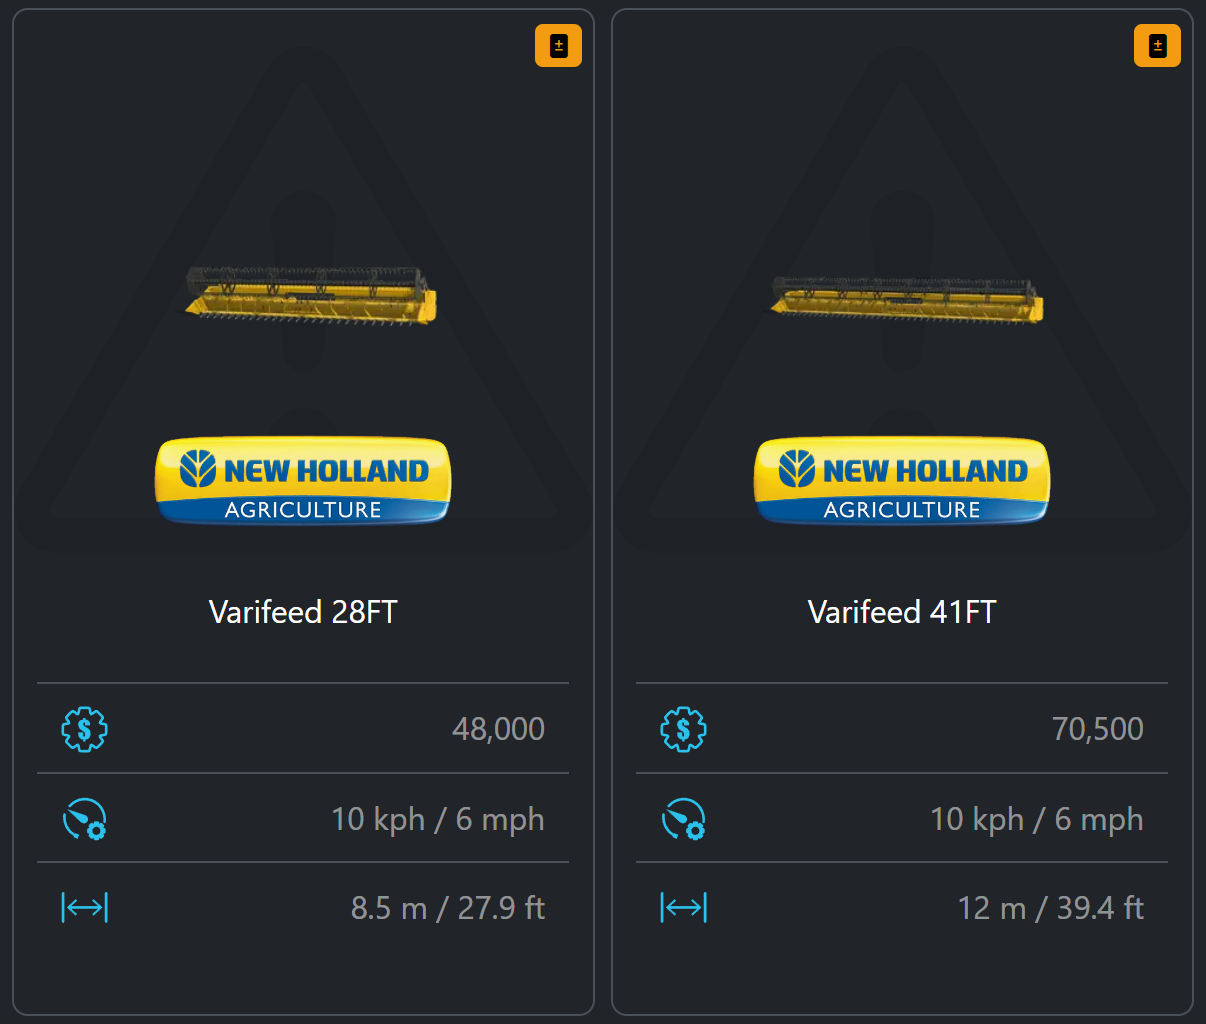 ±
NEW HOLLAND
AGRICULTURE
Varifeed 28FT
$ 48,000
10 kph / 6 mph
8.5 m / 27.9 ft
±
NEW HOLLAND
AGRICULTURE
Varifeed 41FT
$ 70,500
10 kph / 6 mph
12 m / 39.4 ft